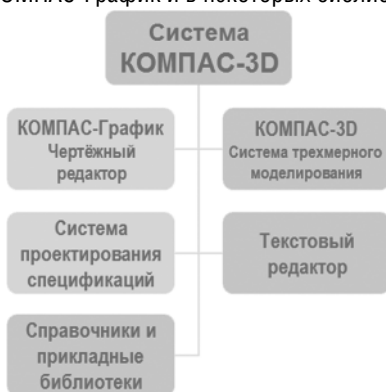 КОМПАС-График и в некоторых
Система
КОМПАС-3D
КОМПАС-График
Чертёжный
редактор
КОМПАС-3D
Система трехмерного
моделирования
Система
проектирования
спецификаций
Текстовый
редактор
Справочники и
прикладные
библиотеки